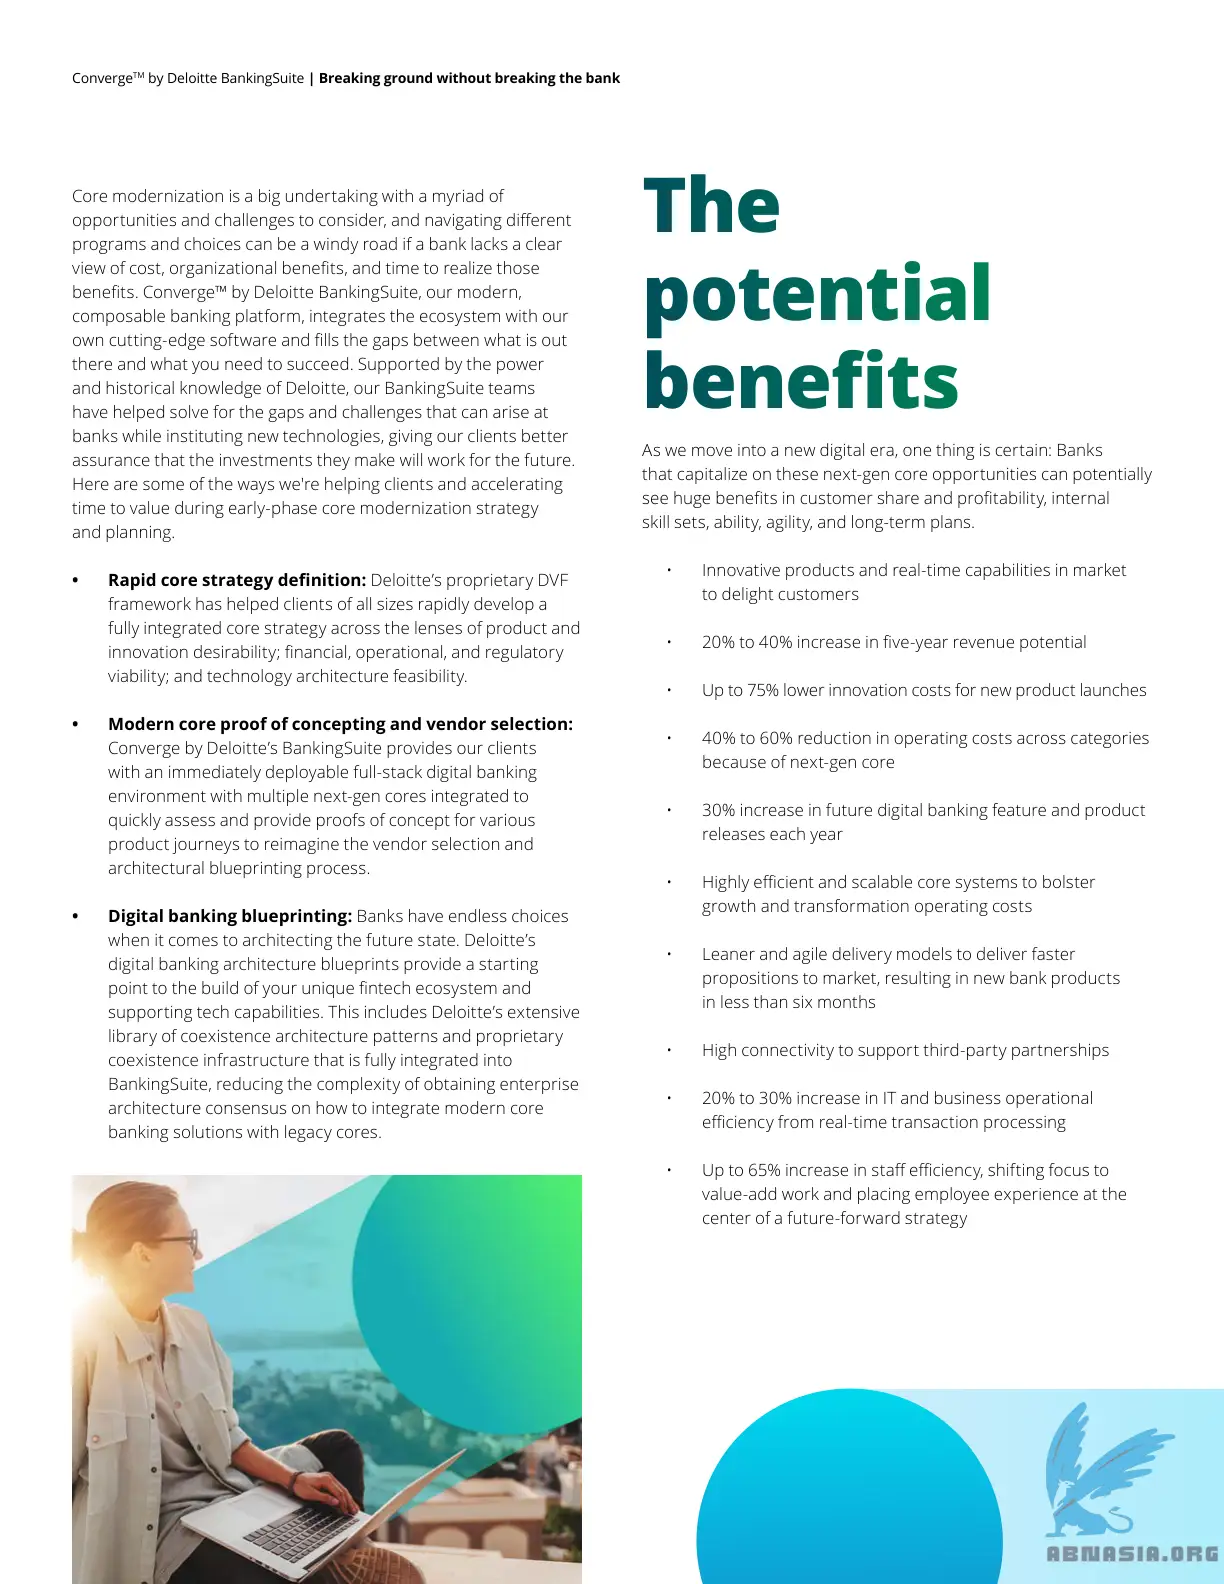 Converge™ by Deloitte BankingSuite | Breaking ground without breaking the bank
Core modernization is a big undertaking with a myriad of
opportunities and challenges to consider, and navigating different
programs and choices can be a windy road if a bank lacks a clear
view of cost, organizational benefits, and time to realize those
benefits. Converge™ by Deloitte BankingSuite, our modern,
composable banking platform, integrates the ecosystem with our
own cutting-edge software and fills the gaps between what is out
there and what you need to succeed. Supported by the power
and historical knowledge of Deloitte, our BankingSuite teams
have helped solve for the gaps and challenges that can arise at
banks while instituting new technologies, giving our clients better
assurance that the investments they make will work for the future.
Here are some of the ways we're helping clients and accelerating
time to value during early-phase core modernization strategy
and planning.
• Rapid core strategy definition: Deloitte’s proprietary DVF
framework has helped clients of all sizes rapidly develop a
fully integrated core strategy across the lenses of product and
innovation desirability; financial, operational, and regulatory
viability; and technology architecture feasibility.
• Modern core proof of concepting and vendor selection:
Converge by Deloitte’s BankingSuite provides our clients
with an immediately deployable full-stack digital banking
environment with multiple next-gen cores integrated to
quickly assess and provide proofs of concept for various
product journeys to reimagine the vendor selection and
architectural blueprinting process.
• Digital banking blueprinting: Banks have endless choices
when it comes to architecting the future state. Deloitte’s
digital banking architecture blueprints provide a starting
point to the build of your unique fintech ecosystem and
supporting tech capabilities. This includes Deloitte’s extensive
library of coexistence architecture patterns and proprietary
coexistence infrastructure that is fully integrated into
BankingSuite, reducing the complexity of obtaining enterprise
architecture consensus on how to integrate modern core
banking solutions with legacy cores.
The
potential
benefits
As we move into a new digital era, one thing is certain: Banks
that capitalize on these next-gen core opportunities can potentially
see huge benefits in customer share and profitability, internal
skill sets, ability, agility, and long-term plans.
• Innovative products and real-time capabilities in market
to delight customers
• 20% to 40% increase in five-year revenue potential
• Up to 75% lower innovation costs for new product launches
• 40% to 60% reduction in operating costs across categories
because of next-gen core
• 30% increase in future digital banking feature and product
releases each year
• Highly efficient and scalable core systems to bolster
growth and transformation operating costs
• Leaner and agile delivery models to deliver faster
propositions to market, resulting in new bank products
in less than six months
• High connectivity to support third-party partnerships
• 20% to 30% increase in IT and business operational
efficiency from real-time transaction processing
• Up to 65% increase in staff efficiency, shifting focus to
value-add work and placing employee experience at the
center of a future-forward strategy
ABNASIA.ORG